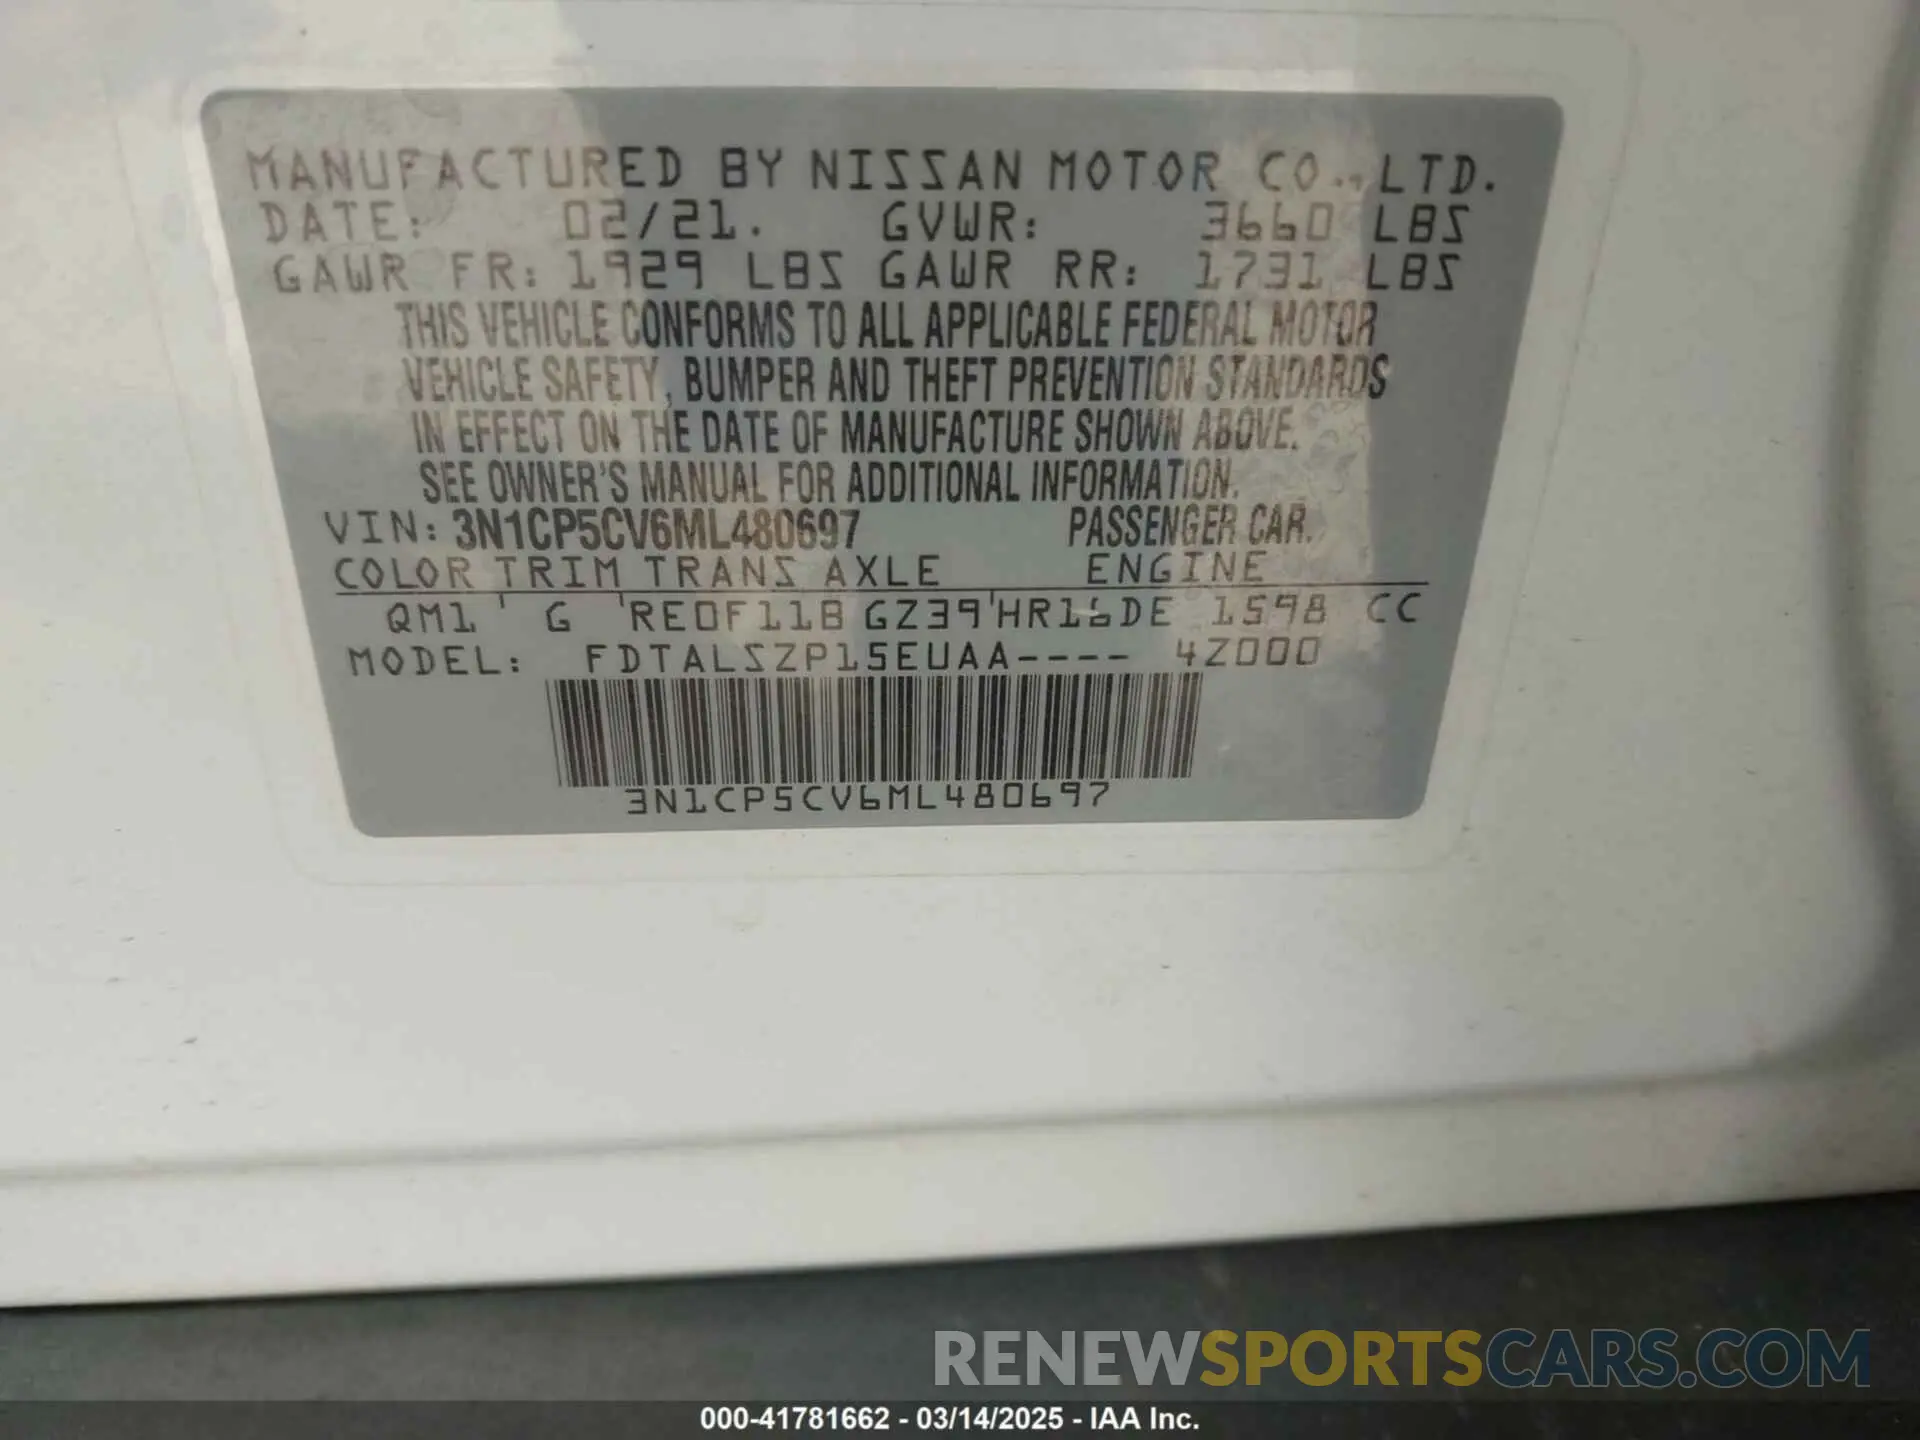 MANUFACTURED BY NISSAN MOTOR CO., LTD.
DATE: 02/21. GVWR: 3660 LBS
GAWR FR: 1929 LBS GAWR RR: 1731 LBS
THIS VEHICLE CONFORMS TO ALL APPLICABLE FEDERAL MOTOR
VEHICLE SAFETY, BUMPER AND THEFT PREVENTION STANDARDS
IN EFFECT ON THE DATE OF MANUFACTURE SHOWN ABOVE.
SEE OWNER'S MANUAL FOR ADDITIONAL INFORMATION.
VIN: 3N1CP5CV6ML480697 PASSENGER CAR.
COLOR TRIM TRANS AXLE ENGINE
QM1 ' G 'RE0F11B GZ39'HR16DE 1598 CC
MODEL: FDTALSZP15EUAA---- 4Z000
3N1CP5CV6ML480697
RENEWSPORTSCARS.COM
000-41781662 - 03/14/2025 - IAA Inc.